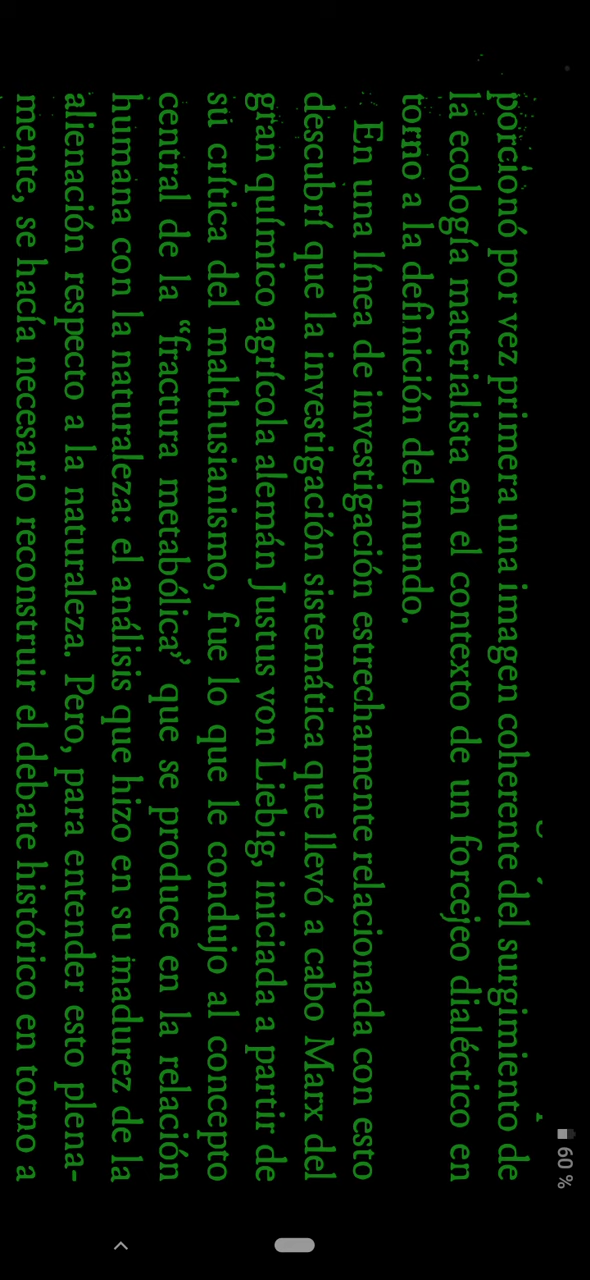 60 %
porcionó por vez primera una imagen coherente del surgimiento de
la ecología materialista en el contexto de un forcejeo dialéctico en
torno a la definición del mundo.
En una línea de investigación estrechamente relacionada con esto
descubrí que la investigación sistemática que llevó a cabo Marx del
gran químico agrícola alemán Justus von Liebig, iniciada a partir de
su crítica del malthusianismo, fue lo que le condujo al concepto
central de la “fractura metabólica” que se produce en la relación
humana con la naturaleza: el análisis que hizo en su madurez de la
alienación respecto a la naturaleza. Pero, para entender esto plena-
mente, se hacía necesario reconstruir el debate histórico en torno a